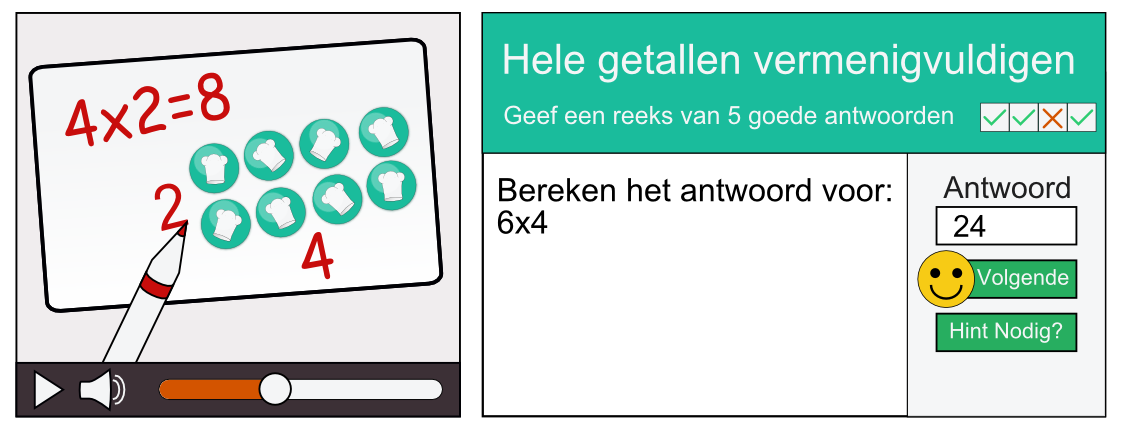 4x2=8
2
4
Hele getallen vermenigvuldigen
Geef een reeks van 5 goede antwoorden
Bereken het antwoord voor:
6x4
Antwoord
24
Volgende
Hint Nodig?